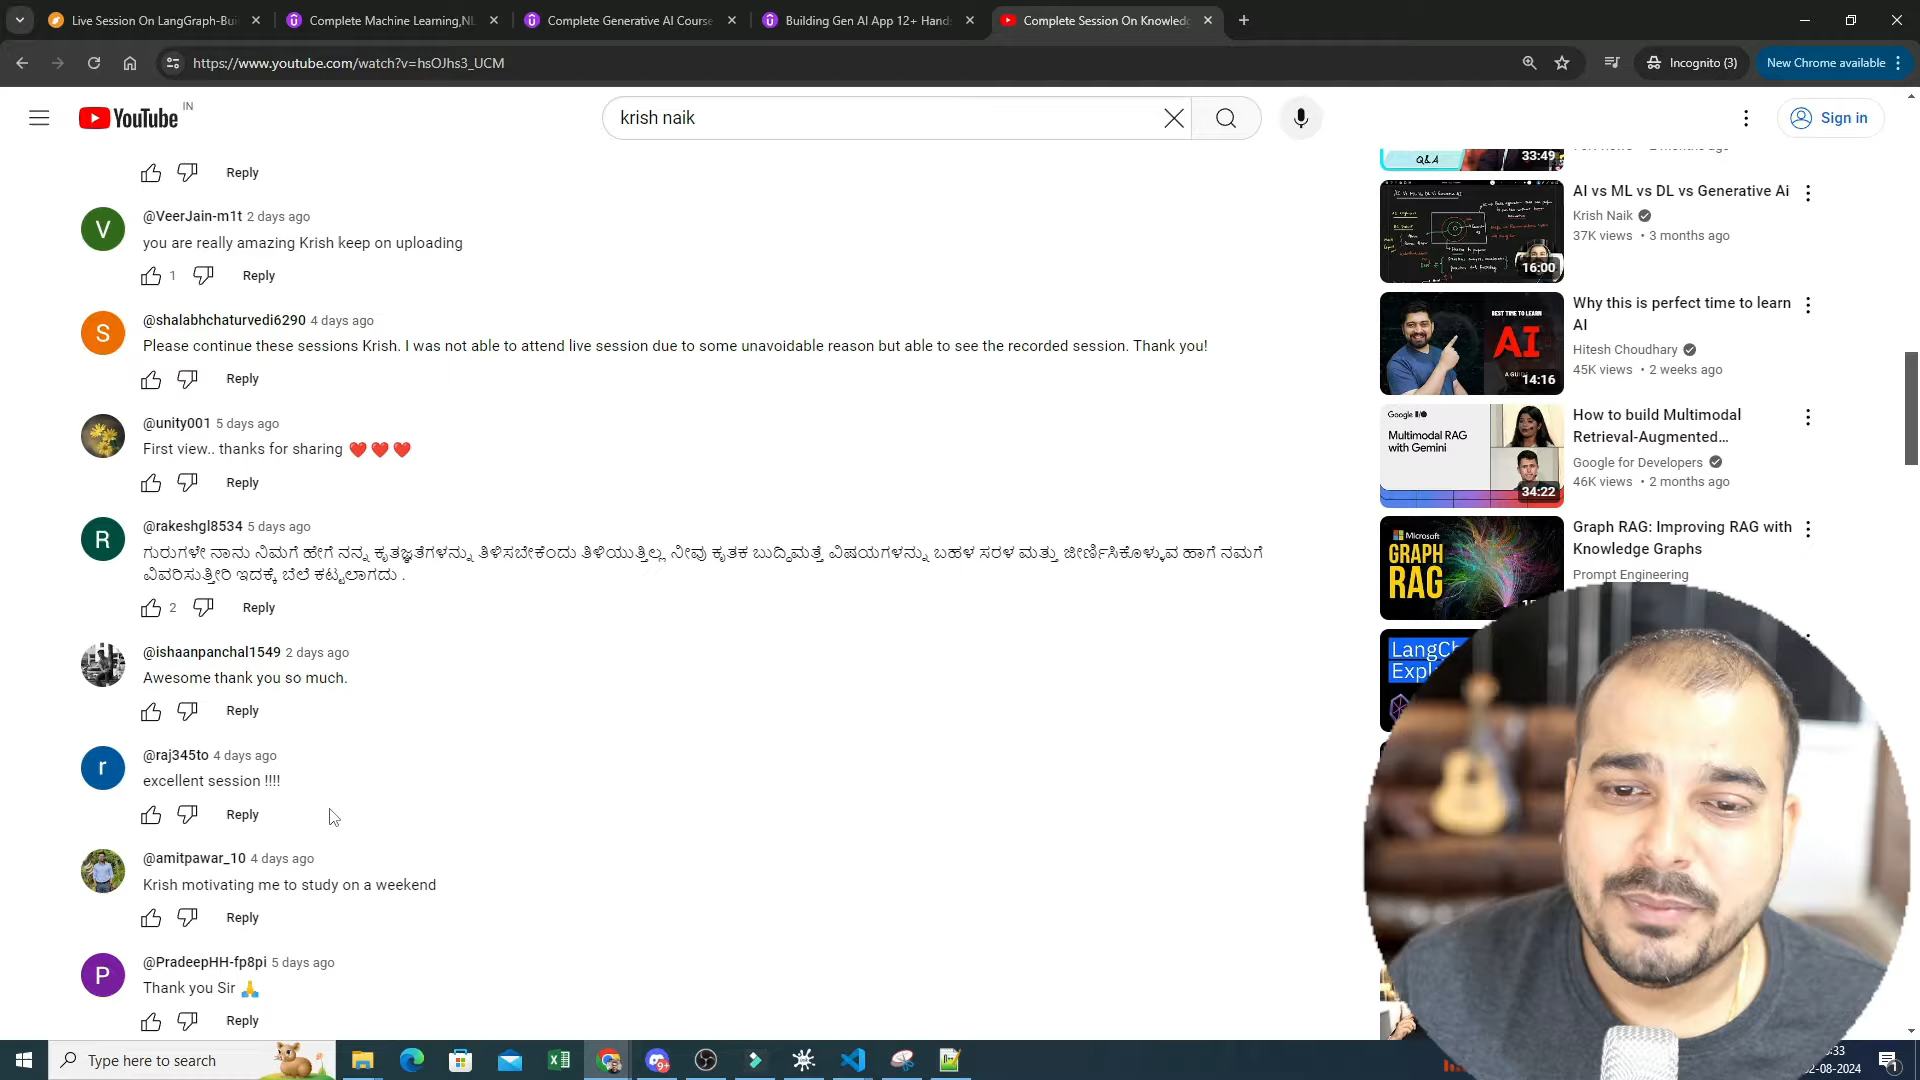 Live Session On LangGraph-Bui
Complete Machine Learning,NL
Complete Generative AI Course
Building Gen AI App 12+ Hands
Complete Session On Knowledg
https://www.youtube.com/watch?v=hsOJhs3_UCM
Incognito (3)
New Chrome available
YouTube IN
krish naik
Sign in
Reply
@VeerJain-m1t 2 days ago
you are really amazing Krish keep on uploading
1 Reply
@shalabhchaturvedi6290 4 days ago
Please continue these sessions Krish. I was not able to attend live session due to some unavoidable reason but able to see the recorded session. Thank you!
Reply
@unity001 5 days ago
First view.. thanks for sharing ❤️❤️❤️
Reply
@rakeshgl8534 5 days ago
ಗುರುಗಳೇ ನಾನು ನಿಮಗೆ ಹೇಗೆ ನನ್ನ ಕೃತಜ್ಞತೆಗಳನ್ನು ತಿಳಿಸಬೇಕೆಂದು ತಿಳಿಯುತ್ತಿಲ್ಲ ನೀವು ಕೃತಕ ಬುದ್ಧಿಮತ್ತೆ ವಿಷಯಗಳನ್ನು ಬಹಳ ಸರಳ ಮತ್ತು ಜೀರ್ಣಿಸಿಕೊಳ್ಳುವ ಹಾಗೆ ನಮಗೆ
ವಿವರಿಸುತ್ತೀರಿ ಇದಕ್ಕೆ ಬೆಲೆ ಕಟ್ಟಲಾಗದು .
2 Reply
@ishaanpanchal1549 2 days ago
Awesome thank you so much.
Reply
@raj345to 4 days ago
excellent session !!!!
Reply
@amitpawar_10 4 days ago
Krish motivating me to study on a weekend
Reply
@PradeepHH-fp8pi 5 days ago
Thank you Sir 🙏
Reply
Q&A
33:49
AI vs ML vs DL vs Generative Ai
Krish Naik
37K views • 3 months ago
16:00
Why this is perfect time to learn
AI
Hitesh Choudhary
45K views • 2 weeks ago
BEST TIME TO LEARN
AI
14:16
How to build Multimodal
Retrieval-Augmented…
Google for Developers
46K views • 2 months ago
Google I/O
Multimodal RAG
with Gemini
34:22
Graph RAG: Improving RAG with
Knowledge Graphs
Prompt Engineering
Microsoft
GRAPH
RAG
Type here to search